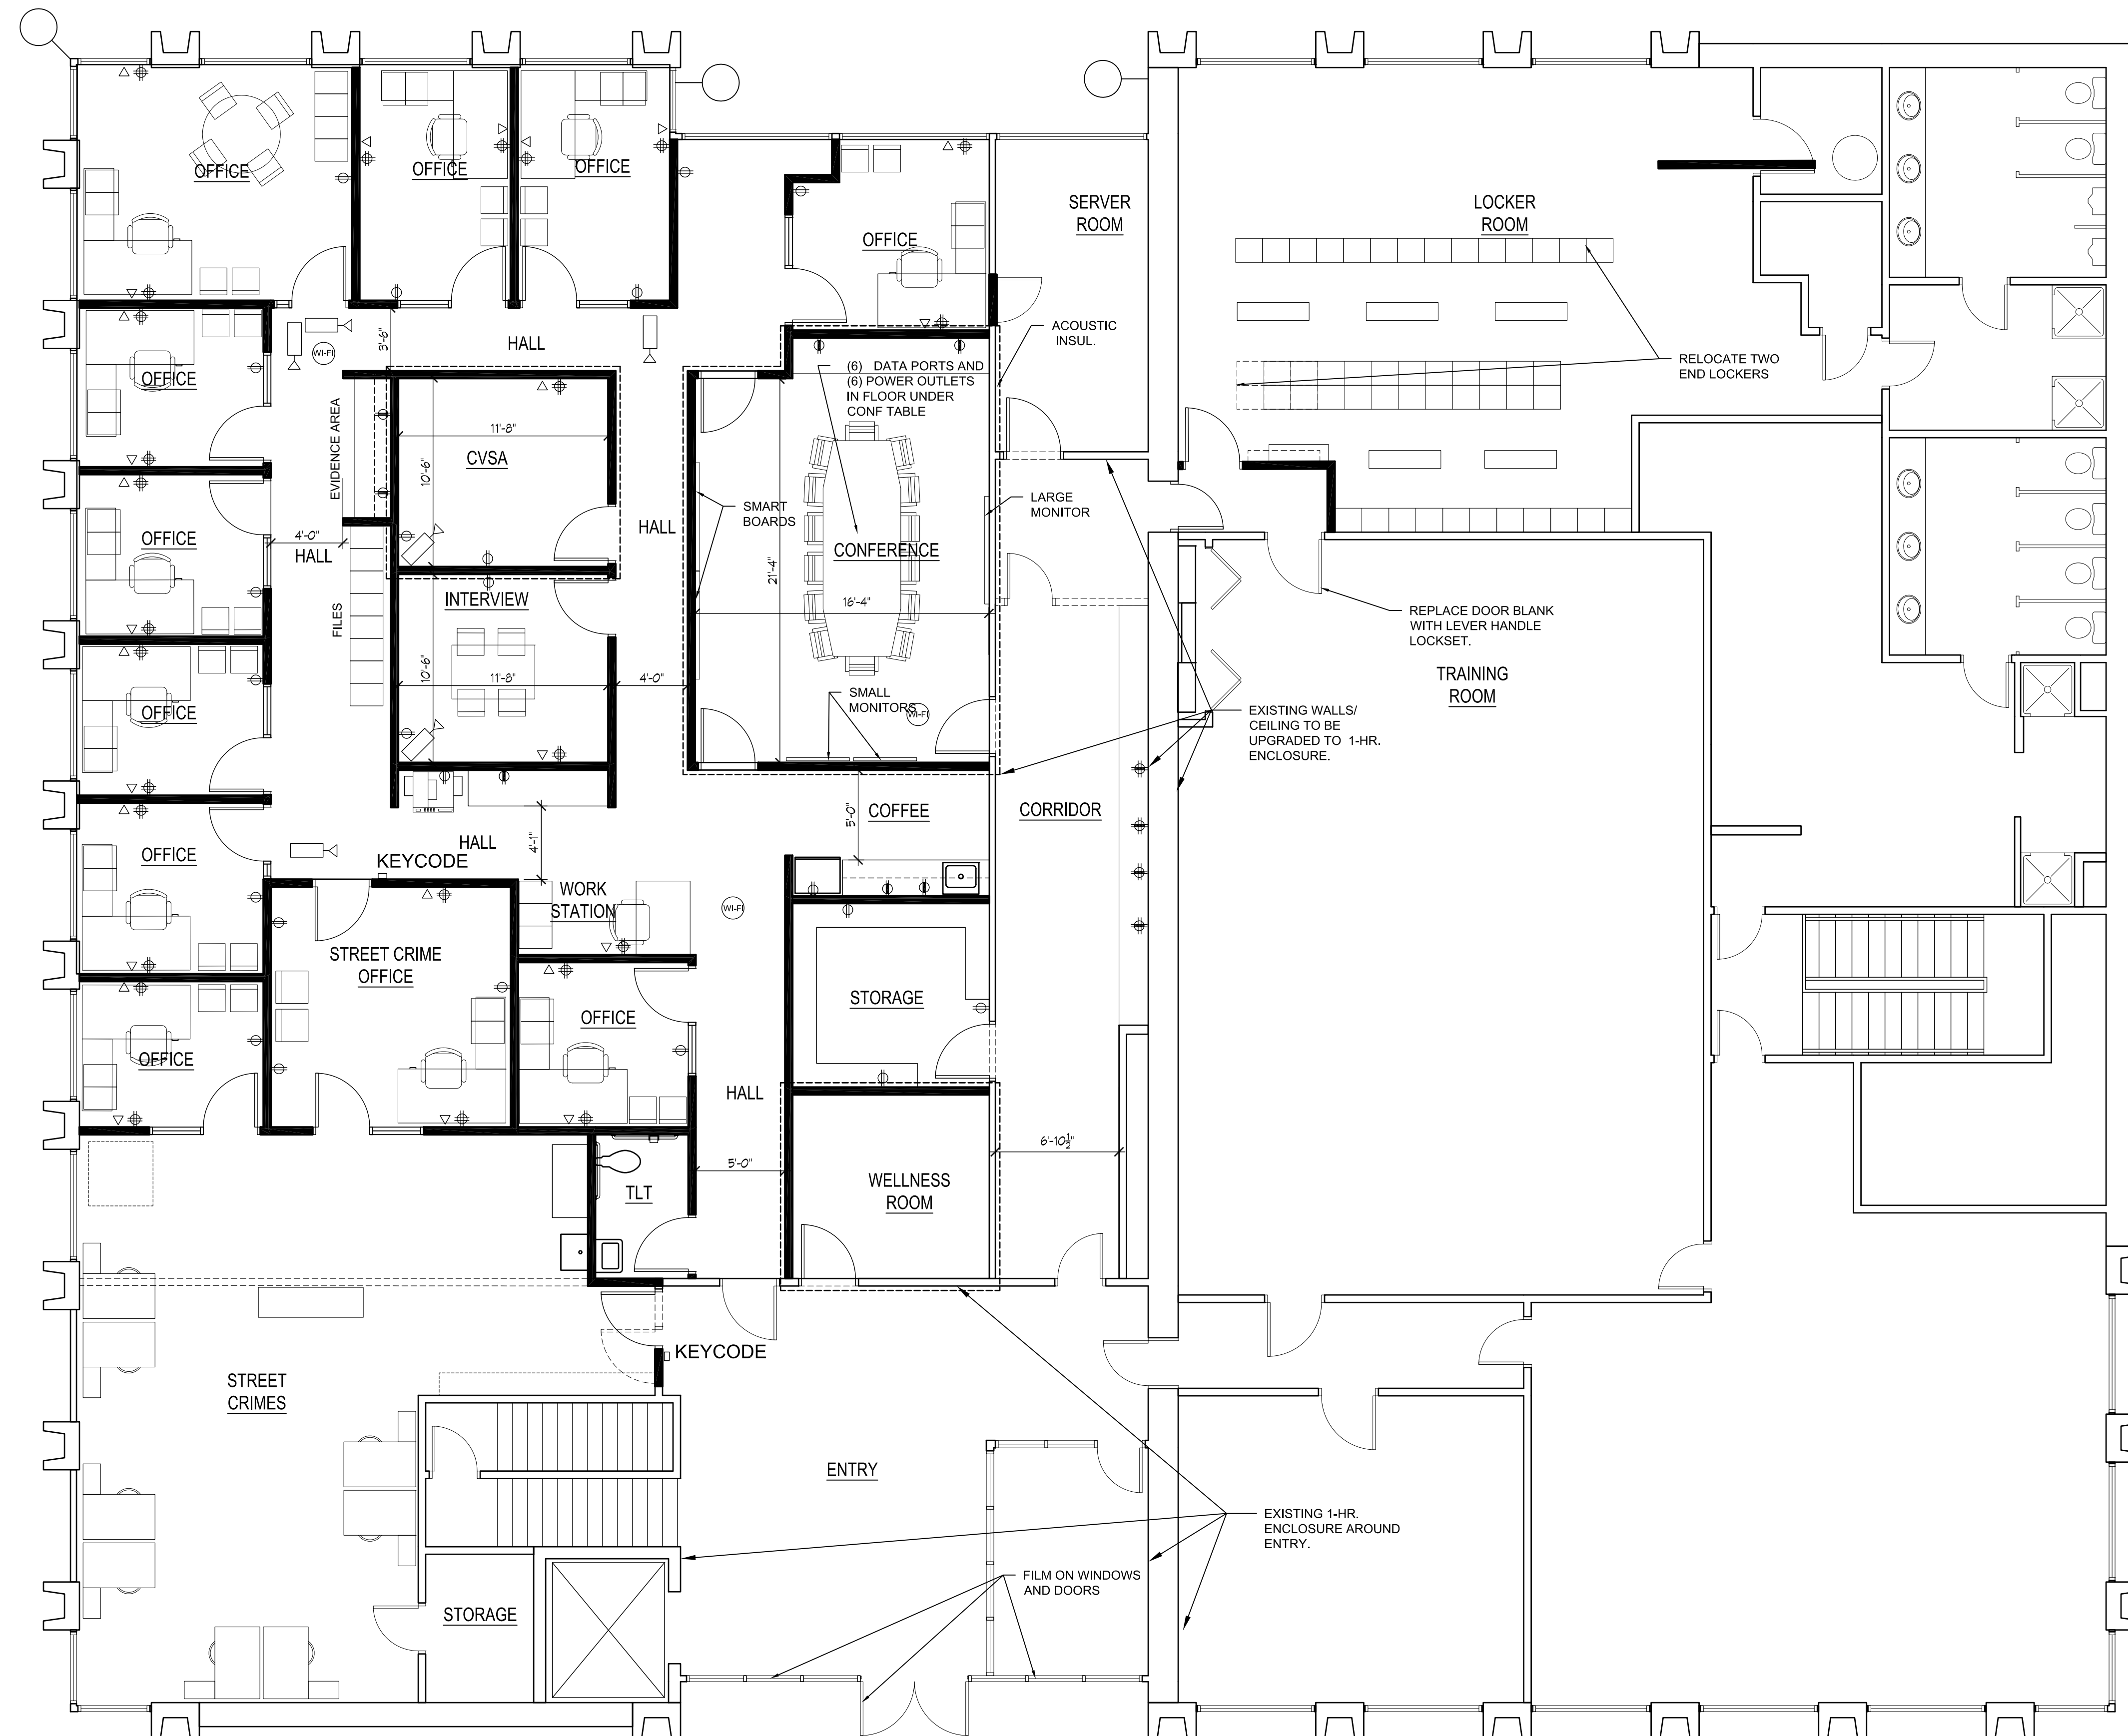 OFFICE
OFFICE
OFFICE
OFFICE
SERVER
ROOM
LOCKER
ROOM
ACOUSTIC
INSUL.
RELOCATE TWO
END LOCKERS
WI-FI
3'-6"
HALL
OFFICE
(6) DATA PORTS AND
(6) POWER OUTLETS
IN FLOOR UNDER
CONF TABLE
EVIDENCE AREA
11'-8"
CVSA
10'-6"
SMART
BOARDS
LARGE
MONITOR
HALL
OFFICE
4'-0"
HALL
CONFERENCE
21'-4"
16'-4"
INTERVIEW
FILES
REPLACE DOOR BLANK
WITH LEVER HANDLE
LOCKSET.
10'-6"
11'-8"
4'-0"
TRAINING
ROOM
SMALL
MONITORS
WI-FI
OFFICE
EXISTING WALLS/
CEILING TO BE
UPGRADED TO 1-HR.
ENCLOSURE.
COFFEE
5'-0"
CORRIDOR
HALL
4'-1"
OFFICE
KEYCODE
WORK
STATION
WI-FI
STREET CRIME
OFFICE
STORAGE
OFFICE
OFFICE
HALL
6'-10½"
5'-0"
TLT
WELLNESS
ROOM
KEYCODE
STREET
CRIMES
ENTRY
EXISTING 1-HR.
ENCLOSURE AROUND
ENTRY.
FILM ON WINDOWS
AND DOORS
STORAGE